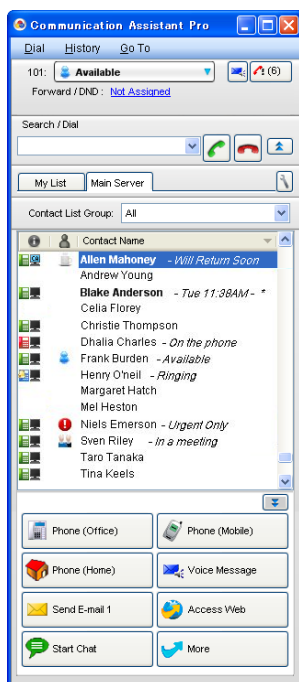 Communication Assistant Pro
Dial History Go To
101: Available (6)
Forward / DND : Not Assigned
Search / Dial
My List Main Server
Contact List Group: All
Contact Name
Allen Mahoney - Will Return Soon
Andrew Young
Blake Anderson - Tue 11:38AM - *
Celia Florey
Christie Thompson
Dhalia Charles - On the phone
Frank Burden - Available
Henry O'neil - Ringing
Margaret Hatch
Mel Heston
Niels Emerson - Urgent Only
Sven Riley - In a meeting
Taro Tanaka
Tina Keels
Phone (Office) Phone (Mobile)
Phone (Home) Voice Message
Send E-mail 1 Access Web
Start Chat More